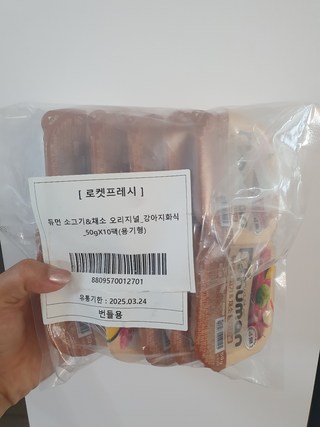 [ 로켓프레시 ]
듀먼 소고기&채소 오리지널_강아지화식
_50gX10팩(용기형)
8809570012701
유통기한 : 2025.03.24
번들용